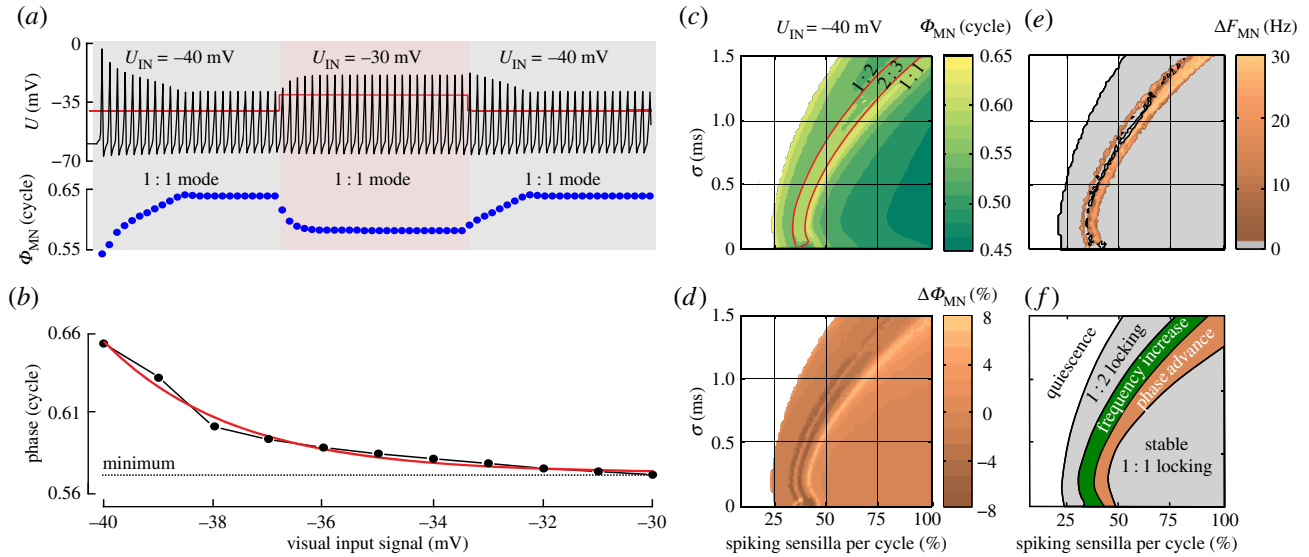 (a)
U_IN = −40 mV
U_IN = −30 mV
U_IN = −40 mV
0
−35
−70
U (mV)
1 : 1 mode
1 : 1 mode
1 : 1 mode
0.65
0.55
Φ_MN (cycle)
(b)
0.66
0.61
0.56
phase (cycle)
minimum
−40
−38
−36
−34
−32
−30
visual input signal (mV)
(c)
U_IN = −40 mV
Φ_MN (cycle)
1.5
1.0
0.5
0
σ (ms)
1 : 2
2 : 3
1 : 1
0.65
0.60
0.55
0.50
0.45
(d)
ΔΦ_MN (%)
1.5
1.0
0.5
0
σ (ms)
25
50
75
100
spiking sensilla per cycle (%)
8
4
0
−4
−8
(e)
ΔF_MN (Hz)
30
20
10
0
(f)
quiescence
1 : 2 locking
frequency increase
phase advance
stable
1 : 1 locking
25
50
75
100
spiking sensilla per cycle (%)